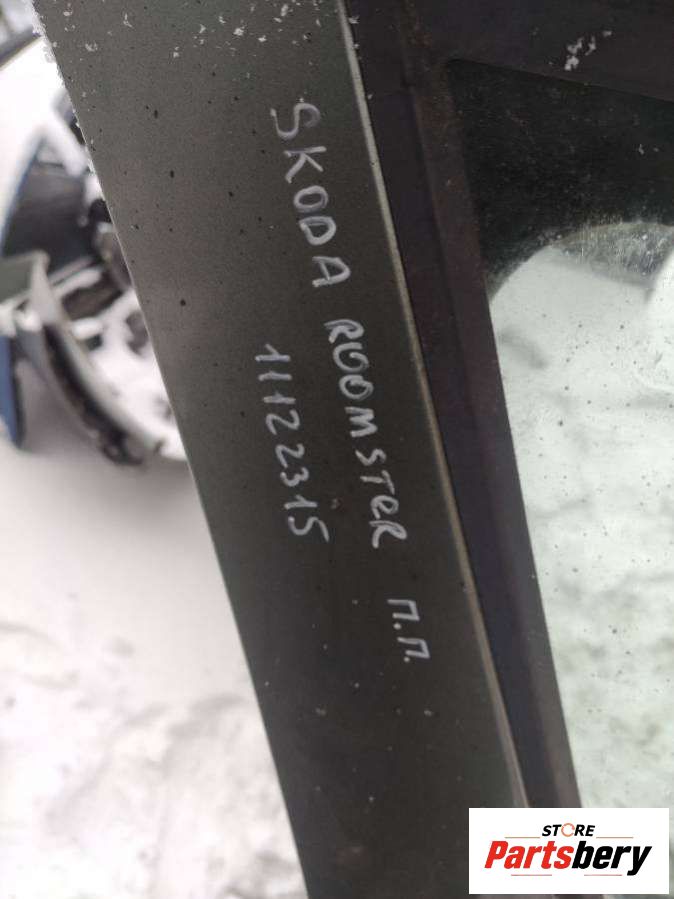 SKODA ROOMSTER П.П.
11122315
STORE
Partsbery